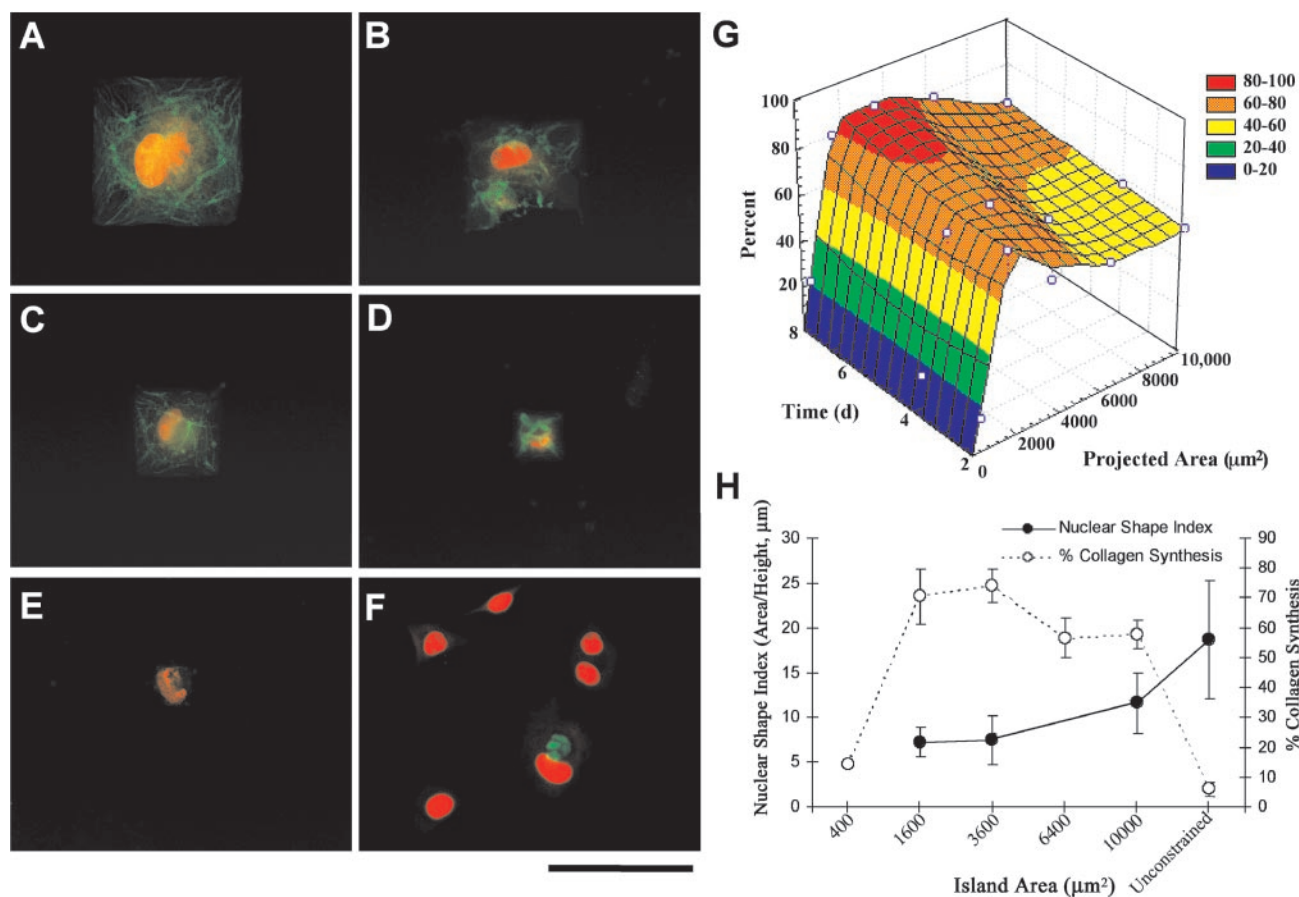 A
B
C
D
E
F
G
100
80
60
40
20
Percent
8
6
4
2
Time (d)
0
2000
4000
6000
8000
10,000
Projected Area (μm²)
80-100
60-80
40-60
20-40
0-20
H
Nuclear Shape Index
% Collagen Synthesis
Nuclear Shape Index (Area/Height, μm)
30
25
20
15
10
5
0
90
80
70
60
50
40
30
20
10
0
% Collagen Synthesis
400
1600
3600
6400
10000
Unconstrained
Island Area (μm²)